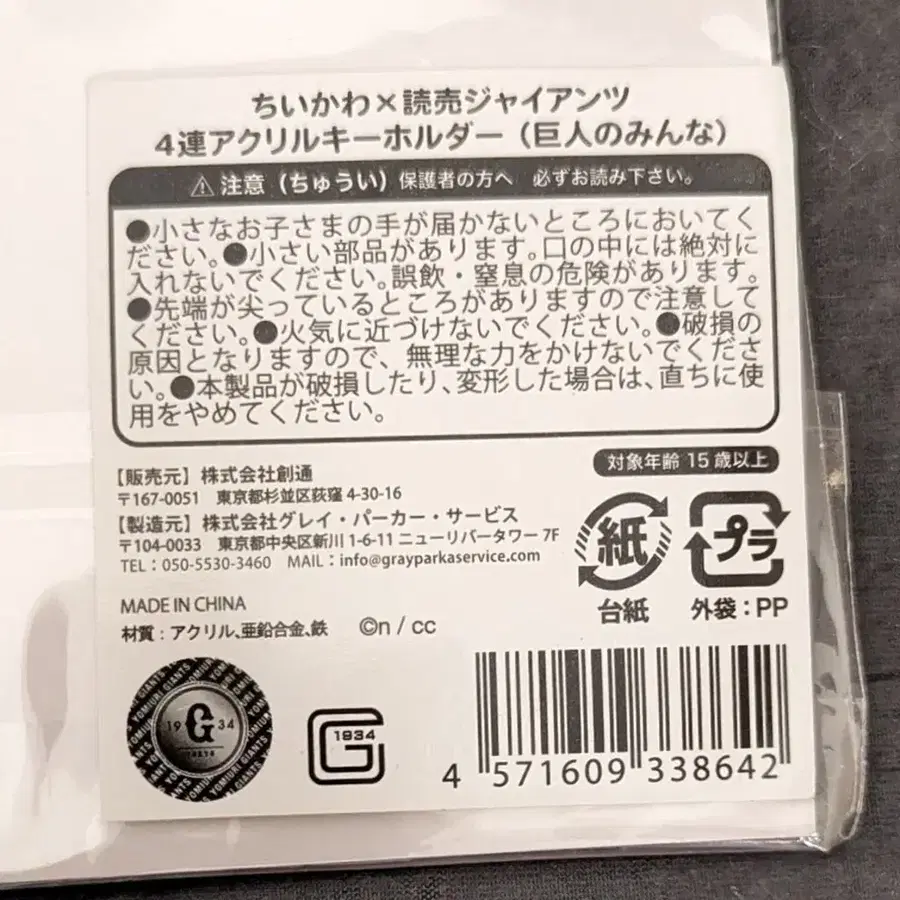 ちいかわ×読売ジャイアンツ
4連アクリルキーホルダー（巨人のみんな）
⚠ 注意（ちゅうい）保護者の方へ 必ずお読み下さい。
●小さなお子さまの手が届かないところにおいてく
ださい。●小さい部品があります。口の中には絶対に
入れないでください。誤飲・窒息の危険があります。
●先端が尖っているところがありますので注意して
ください。●火気に近づけないでください。●破損の
原因となりますので、無理な力をかけないでくださ
い。●本製品が破損したり、変形した場合は、直ちに使
用をやめてください。
対象年齢 15歳以上
【販売元】株式会社創通
〒167-0051 東京都杉並区荻窪 4-30-16
【製造元】株式会社グレイ・パーカー・サービス
〒104-0033 東京都中央区新川 1-6-11 ニューリバータワー 7F
TEL：050-5530-3460 MAIL：info@grayparkaservice.com
紙
台紙
プラ
外袋：PP
MADE IN CHINA
材質：アクリル、亜鉛合金、鉄 ©n / cc
YOMIURI GIANTS
19 G 34
1934
G
4 571609 338642